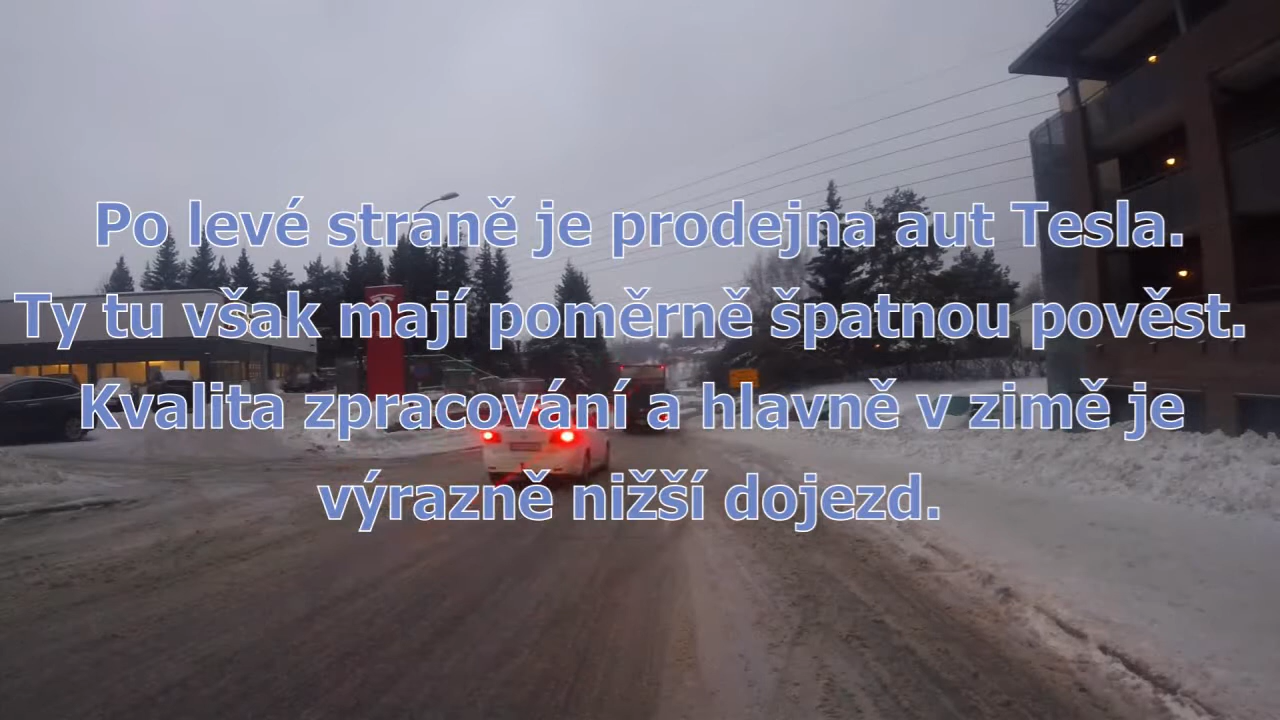 Po levé straně je prodejna aut Tesla.
Ty tu však mají poměrně špatnou pověst.
Kvalita zpracování a hlavně v zimě je
výrazně nižší dojezd.